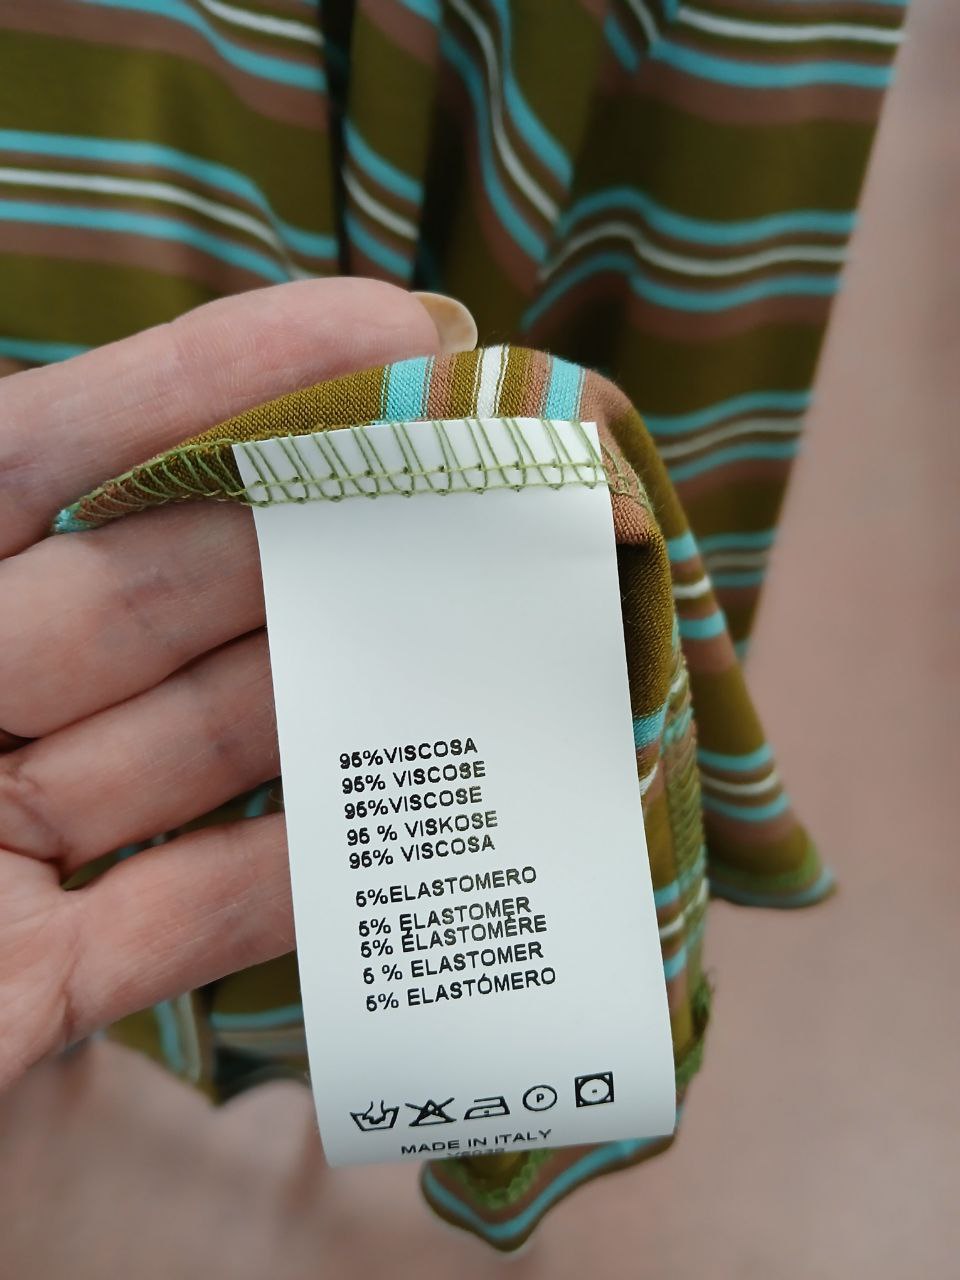 95%VISCOSA
95% VISCOSE
95%VISCOSE
95 % VISKOSE
95% VISCOSA
5%ELASTOMERO
5% ELASTOMER
5% ÉLASTOMÈRE
5 % ELASTOMER
5% ELASTÓMERO
P
MADE IN ITALY